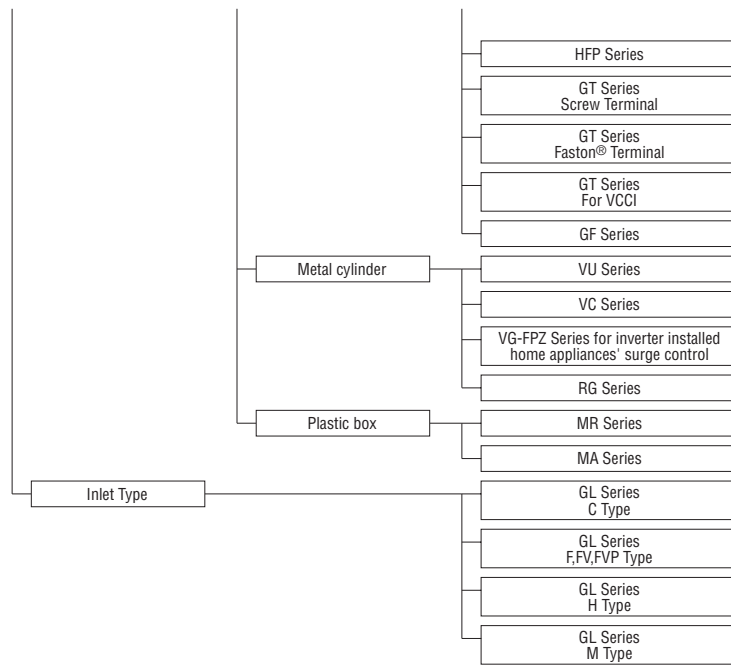 HFP Series
GT Series
Screw Terminal
GT Series
Faston® Terminal
GT Series
For VCCI
GF Series
Metal cylinder
VU Series
VC Series
VG-FPZ Series for inverter installed
home appliances' surge control
RG Series
Plastic box
MR Series
MA Series
Inlet Type
GL Series
C Type
GL Series
F,FV,FVP Type
GL Series
H Type
GL Series
M Type